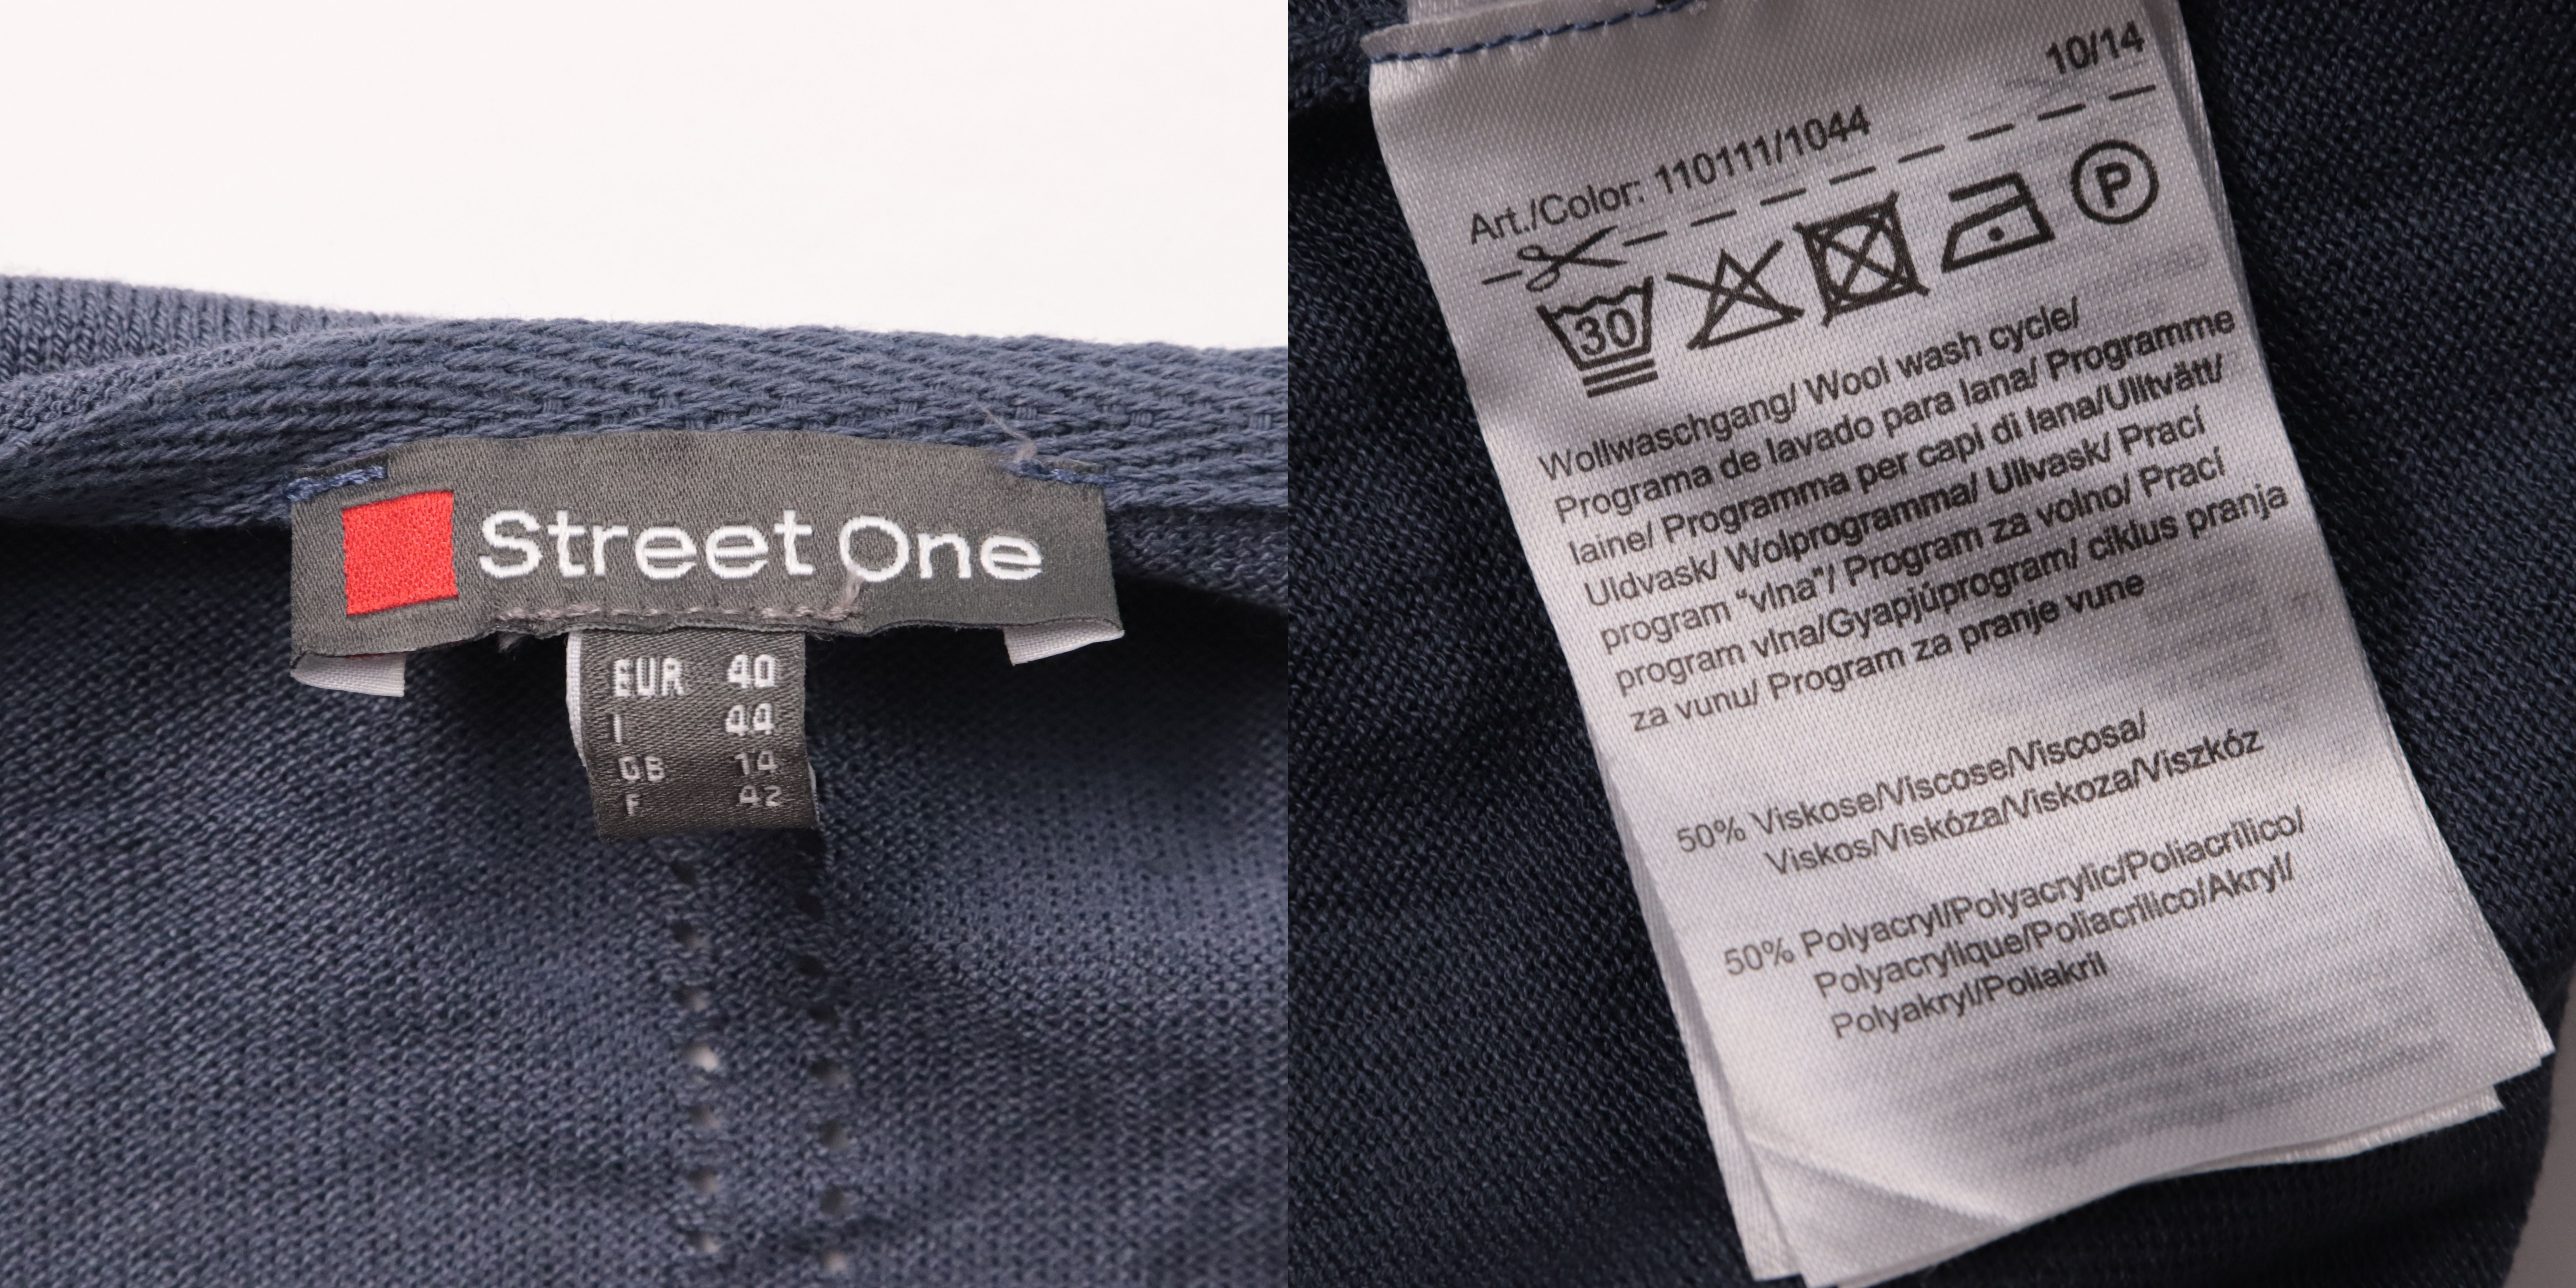 Street One
EUR 40
I 44
GB 14
F 42
10/14
Art./Color: 110111/1044
30
P
Wollwaschgang/ Wool wash cycle/
Programa de lavado para lana/ Programme
laine/ Programma per capi di lana/Ulltvätt/
Uldvask/ Wolprogramma/ Ullvask/ Prací
program "vlna"/ Program za volno/ Prací
program vlna/Gyapjúprogram/ ciklus pranja
za vunu/ Program za pranje vune
50% Viskose/Viscose/Viscosa/
Viskos/Viskóza/Viskoza/Viszkóz
50% Polyacryl/Polyacrylic/Poliacrílico/
Polyacrylique/Poliacrilico/Akryl/
Polyakryl/Poliakril